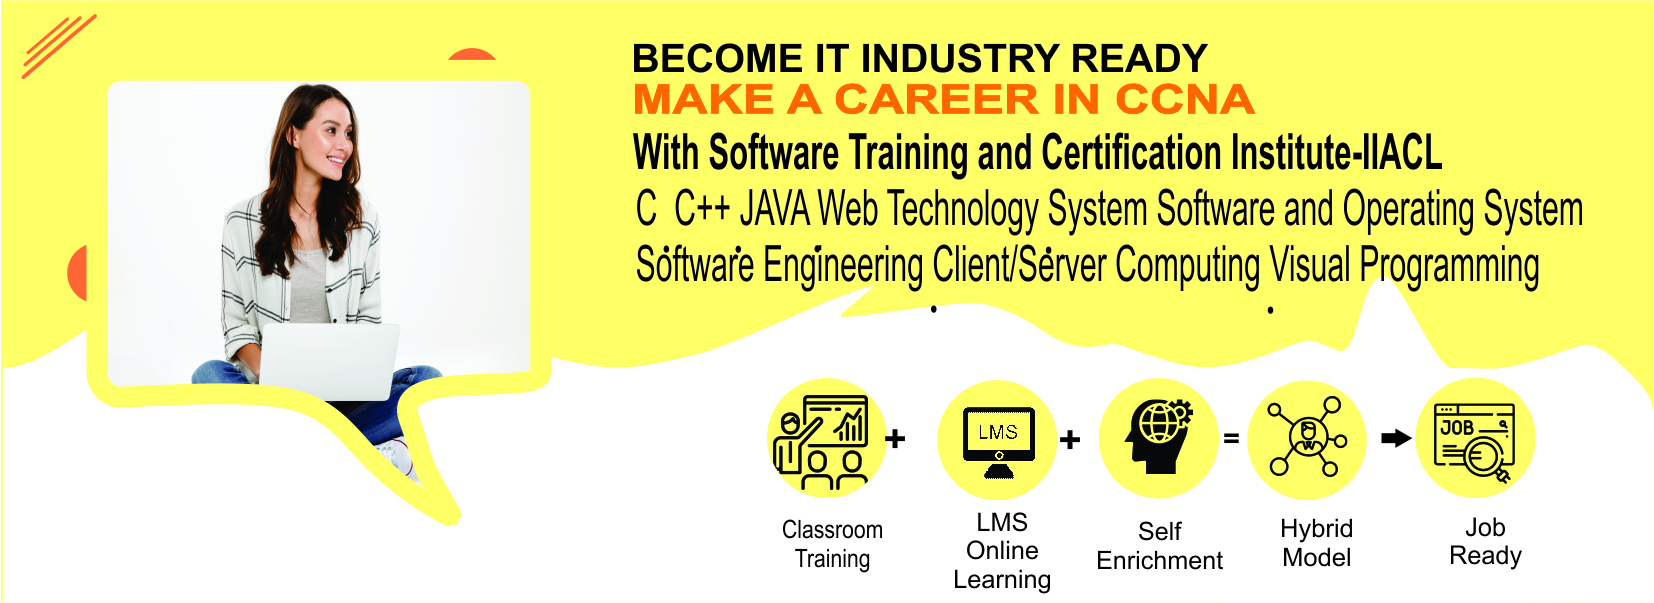 BECOME IT INDUSTRY READY
MAKE A CAREER IN CCNA
With Software Training and Certification Institute-IIACL
C C++ JAVA Web Technology System Software and Operating System
Software Engineering Client/Server Computing Visual Programming
LMS
JOB
Classroom
Training
LMS
Online
Learning
Self
Enrichment
Hybrid
Model
Job
Ready